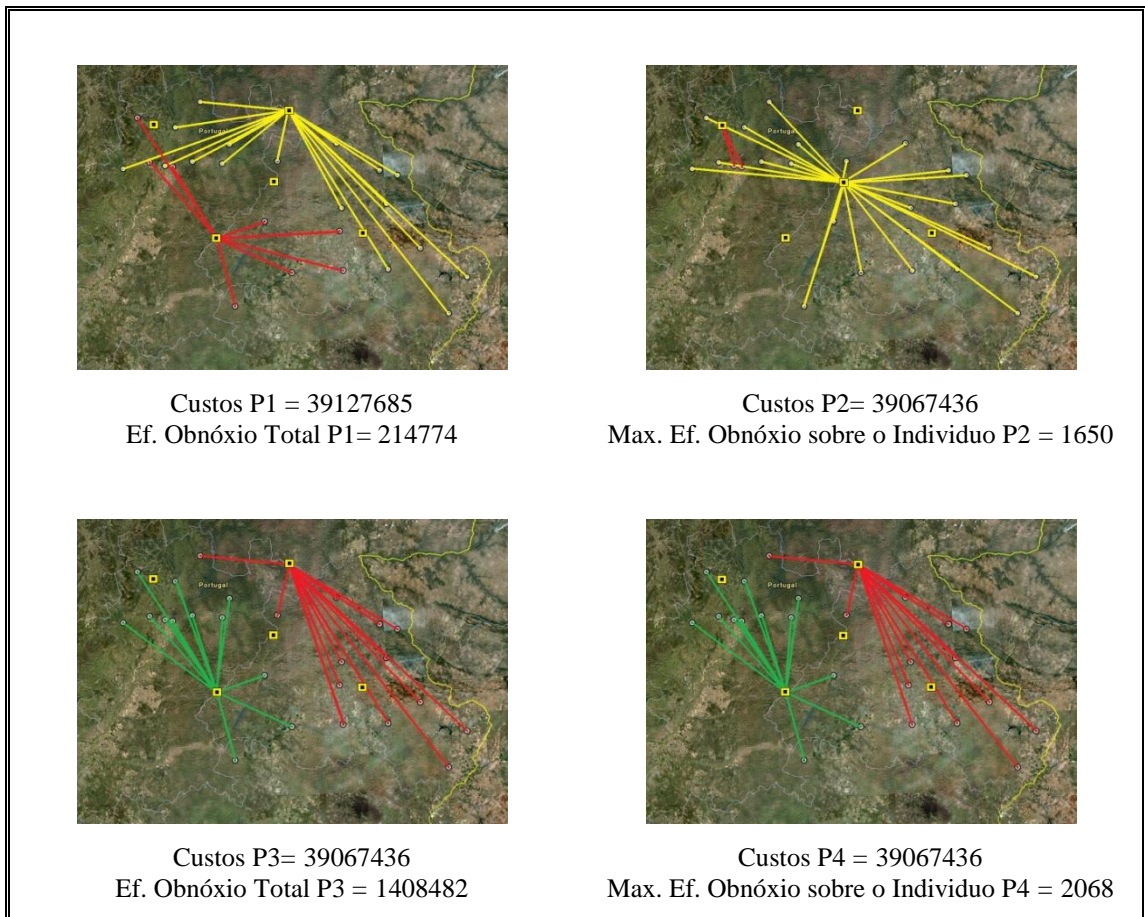 Portugal
Portugal
Custos P1 = 39127685
Ef. Obnóxio Total P1= 214774
Custos P2= 39067436
Max. Ef. Obnóxio sobre o Individuo P2 = 1650
Portugal
Portugal
Custos P3= 39067436
Ef. Obnóxio Total P3 = 1408482
Custos P4 = 39067436
Max. Ef. Obnóxio sobre o Individuo P4 = 2068